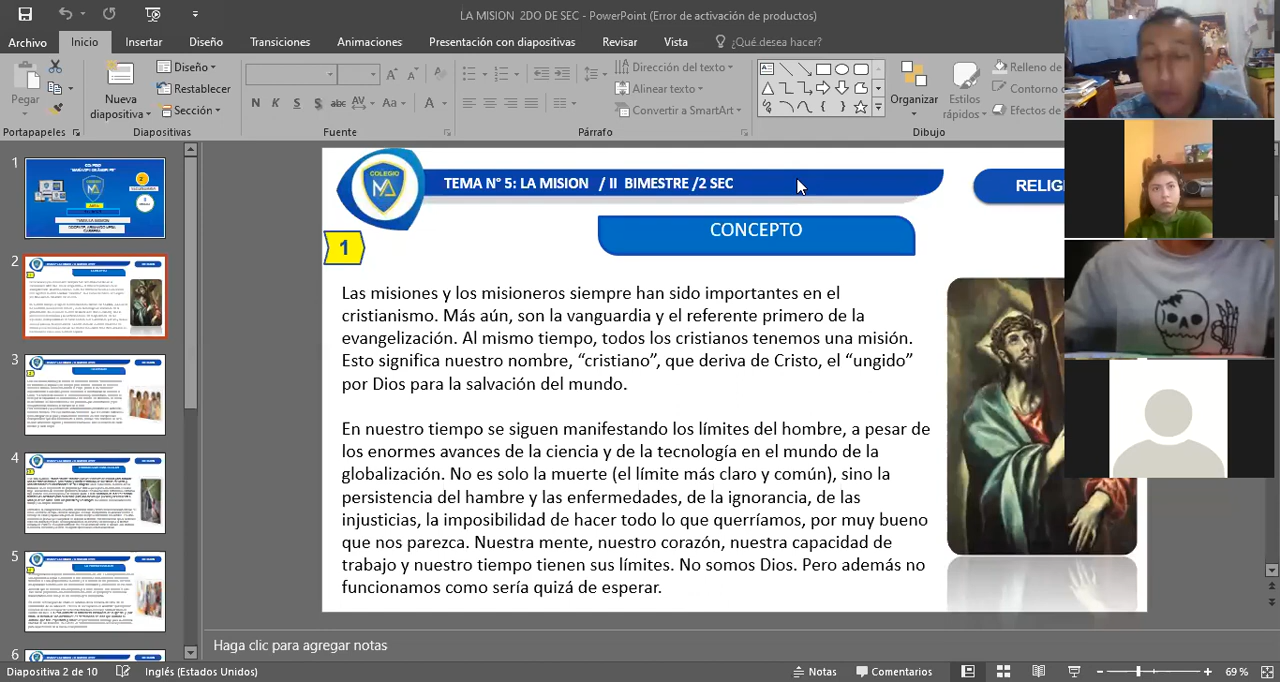 LA MISION 2DO DE SEC - PowerPoint (Error de activación de productos)
Archivo
Inicio
Insertar
Diseño
Transiciones
Animaciones
Presentación con diapositivas
Revisar
Vista
¿Qué desea hacer?
Pegar
Portapapeles
Nueva
diapositiva
Diseño
Restablecer
Sección
Diapositivas
N K S S abc AV Aa A
Fuente
Dirección del texto
Alinear texto
Convertir a SmartArt
Párrafo
Organizar
Estilos
rápidos
Relleno de
Contorno
Efectos de
Dibujo
1
2
3
4
5
6
COLEGIO
TEMA N° 5: LA MISION / II BIMESTRE /2 SEC
RELIG
CONCEPTO
1
Las misiones y los misioneros siempre han sido importantes en el
cristianismo. Más aún, son la vanguardia y el referente primero de la
evangelización. Al mismo tiempo, todos los cristianos tenemos una misión.
Esto significa nuestro nombre, “cristiano”, que deriva de Cristo, el “ungido”
por Dios para la salvación del mundo.
En nuestro tiempo se siguen manifestando los límites del hombre, a pesar de
los enormes avances de la ciencia y de la tecnología en el mundo de la
globalización. No es solo la muerte (el límite más claro y común), sino la
persistencia del hambre y las enfermedades, de la ignorancia, de las
injusticias, la imposibilidad de hacer todo lo que querríamos, por muy bueno
que nos parezca. Nuestra mente, nuestro corazón, nuestra capacidad de
trabajo y nuestro tiempo tienen sus límites. No somos Dios. Pero además no
funcionamos como sería quizá de esperar.
Haga clic para agregar notas
Diapositiva 2 de 10
Inglés (Estados Unidos)
Notas
Comentarios
69 %